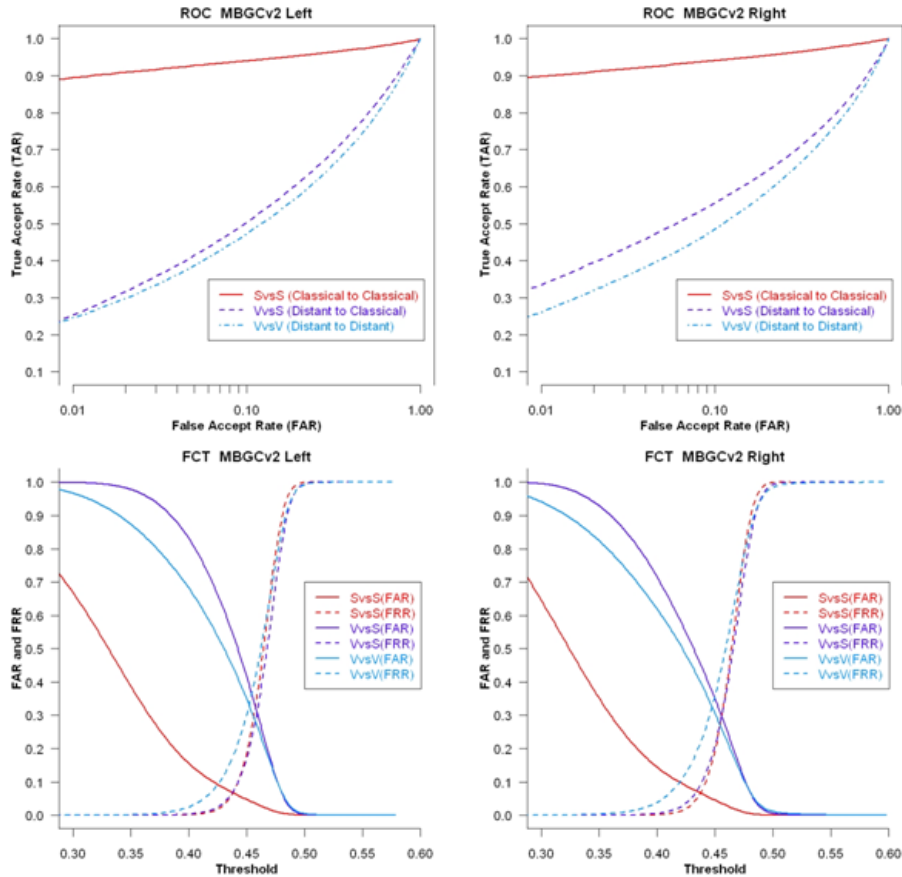 ROC MBGCv2 Left
True Accept Rate (TAR)
1.0
0.9
0.8
0.7
0.6
0.5
0.4
0.3
0.2
0.1
SvsS (Classical to Classical)
VvsS (Distant to Classical)
VvsV (Distant to Distant)
0.01 0.10 1.00
False Accept Rate (FAR)
ROC MBGCv2 Right
True Accept Rate (TAR)
1.0
0.9
0.8
0.7
0.6
0.5
0.4
0.3
0.2
0.1
SvsS (Classical to Classical)
VvsS (Distant to Classical)
VvsV (Distant to Distant)
0.01 0.10 1.00
False Accept Rate (FAR)
FCT MBGCv2 Left
FAR and FRR
1.0
0.9
0.8
0.7
0.6
0.5
0.4
0.3
0.2
0.1
0.0
SvsS(FAR)
SvsS(FRR)
VvsS(FAR)
VvsS(FRR)
VvsV(FAR)
VvsV(FRR)
0.30 0.35 0.40 0.45 0.50 0.55 0.60
Threshold
FCT MBGCv2 Right
FAR and FRR
1.0
0.9
0.8
0.7
0.6
0.5
0.4
0.3
0.2
0.1
0.0
SvsS(FAR)
SvsS(FRR)
VvsS(FAR)
VvsS(FRR)
VvsV(FAR)
VvsV(FRR)
0.30 0.35 0.40 0.45 0.50 0.55 0.60
Threshold